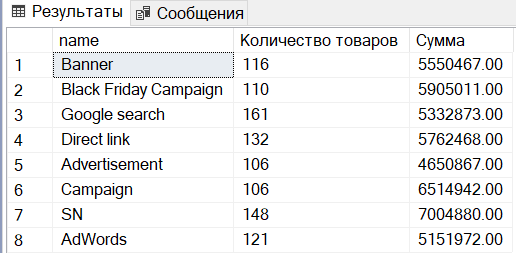 Результаты Сообщения
name Количество товаров Сумма
1 Banner 116 5550467.00
2 Black Friday Campaign 110 5905011.00
3 Google search 161 5332873.00
4 Direct link 132 5762468.00
5 Advertisement 106 4650867.00
6 Campaign 106 6514942.00
7 SN 148 7004880.00
8 AdWords 121 5151972.00